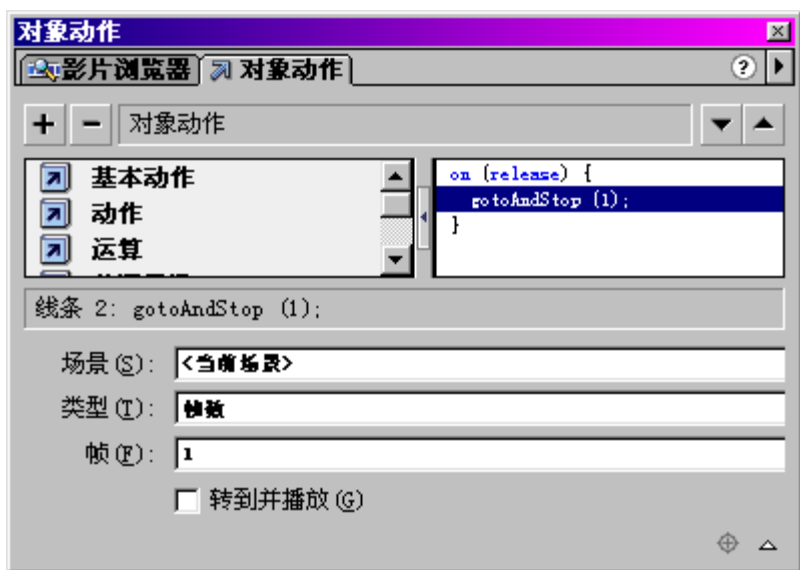 对象动作
影片浏览器 对象动作 ?
+ - 对象动作
基本动作
动作
运算
on (release) {
gotoAndStop (1);
}
线条 2: gotoAndStop (1);
场景(S): <当前场景>
类型(T): 帧数
帧(F): 1
转到并播放(G)